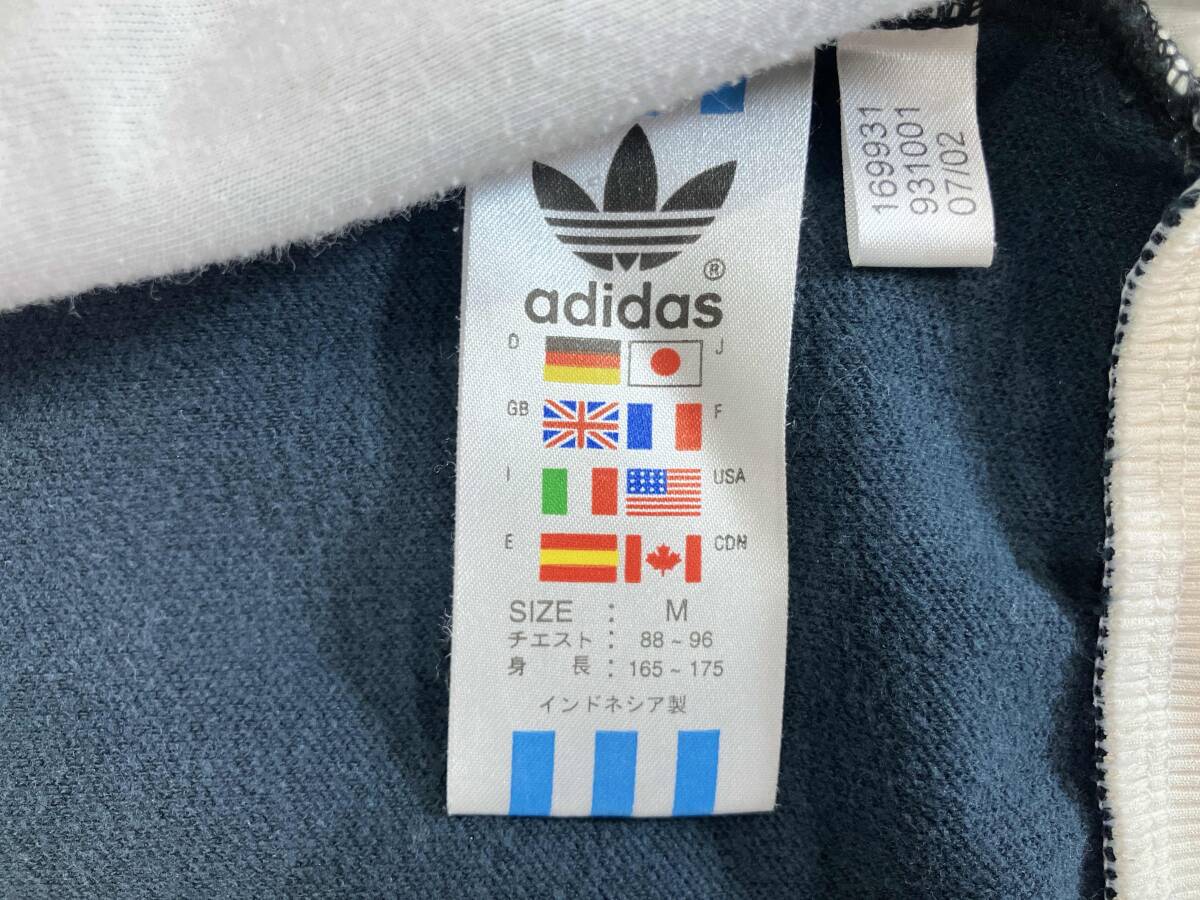 ®
adidas
D J
GB F
I USA
E CDN
SIZE : M
チエスト : 88 ~ 96
身 長 : 165 ~ 175
インドネシア製
169931
931001
07/02